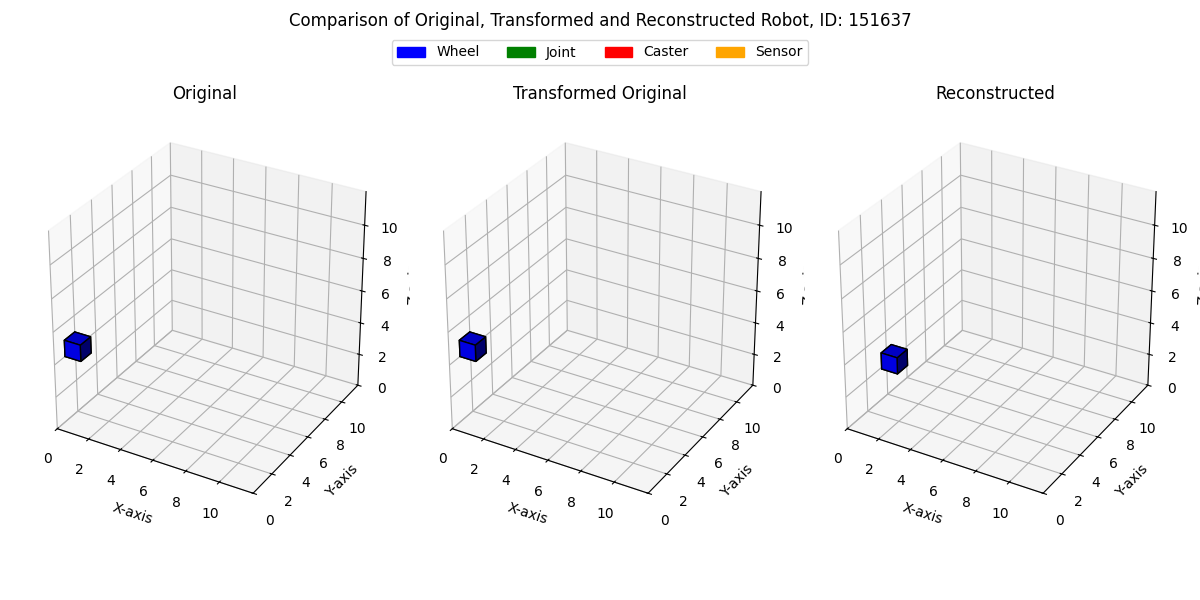 Comparison of Original, Transformed and Reconstructed Robot, ID: 151637
Wheel Joint Caster Sensor
Original Transformed Original Reconstructed
10 10 10
8 8 8
6 6 6
4 4 4
2 2 2
0 0 0
10 10 10
8 8 8
6 6 6
4 4 4
2 2 2
0 0 0
0 2 4 6 8 10 0 2 4 6 8 10 0 2 4 6 8 10
Y-axis Y-axis Y-axis
X-axis X-axis X-axis